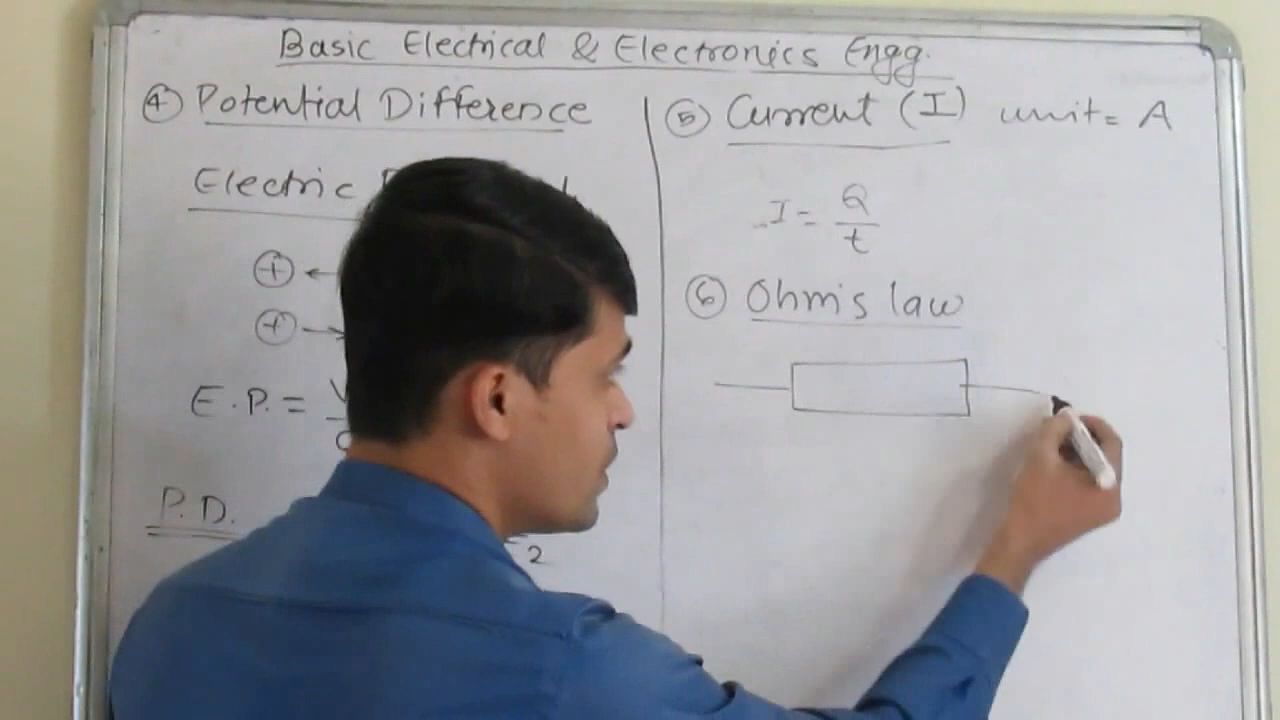 Basic Electrical & Electronics Engg.
④ Potential Difference
Electric
+ ←
+ →
E.P. =
P.D.
2
⑤ Current (I) unit = A
I = Q/t
⑥ Ohm's law